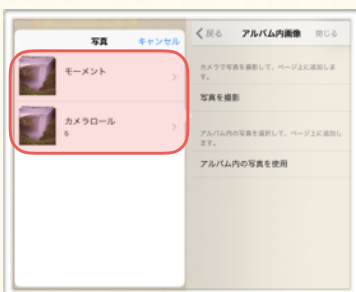 写真 キャンセル
モーメント
カメラロール
6
戻る アルバム内画像 閉じる
カメラで写真を撮影して、ページ上に追加しま
す。
写真を撮影
アルバム内の写真を選択して、ページ上に追加し
ます。
アルバム内の写真を使用